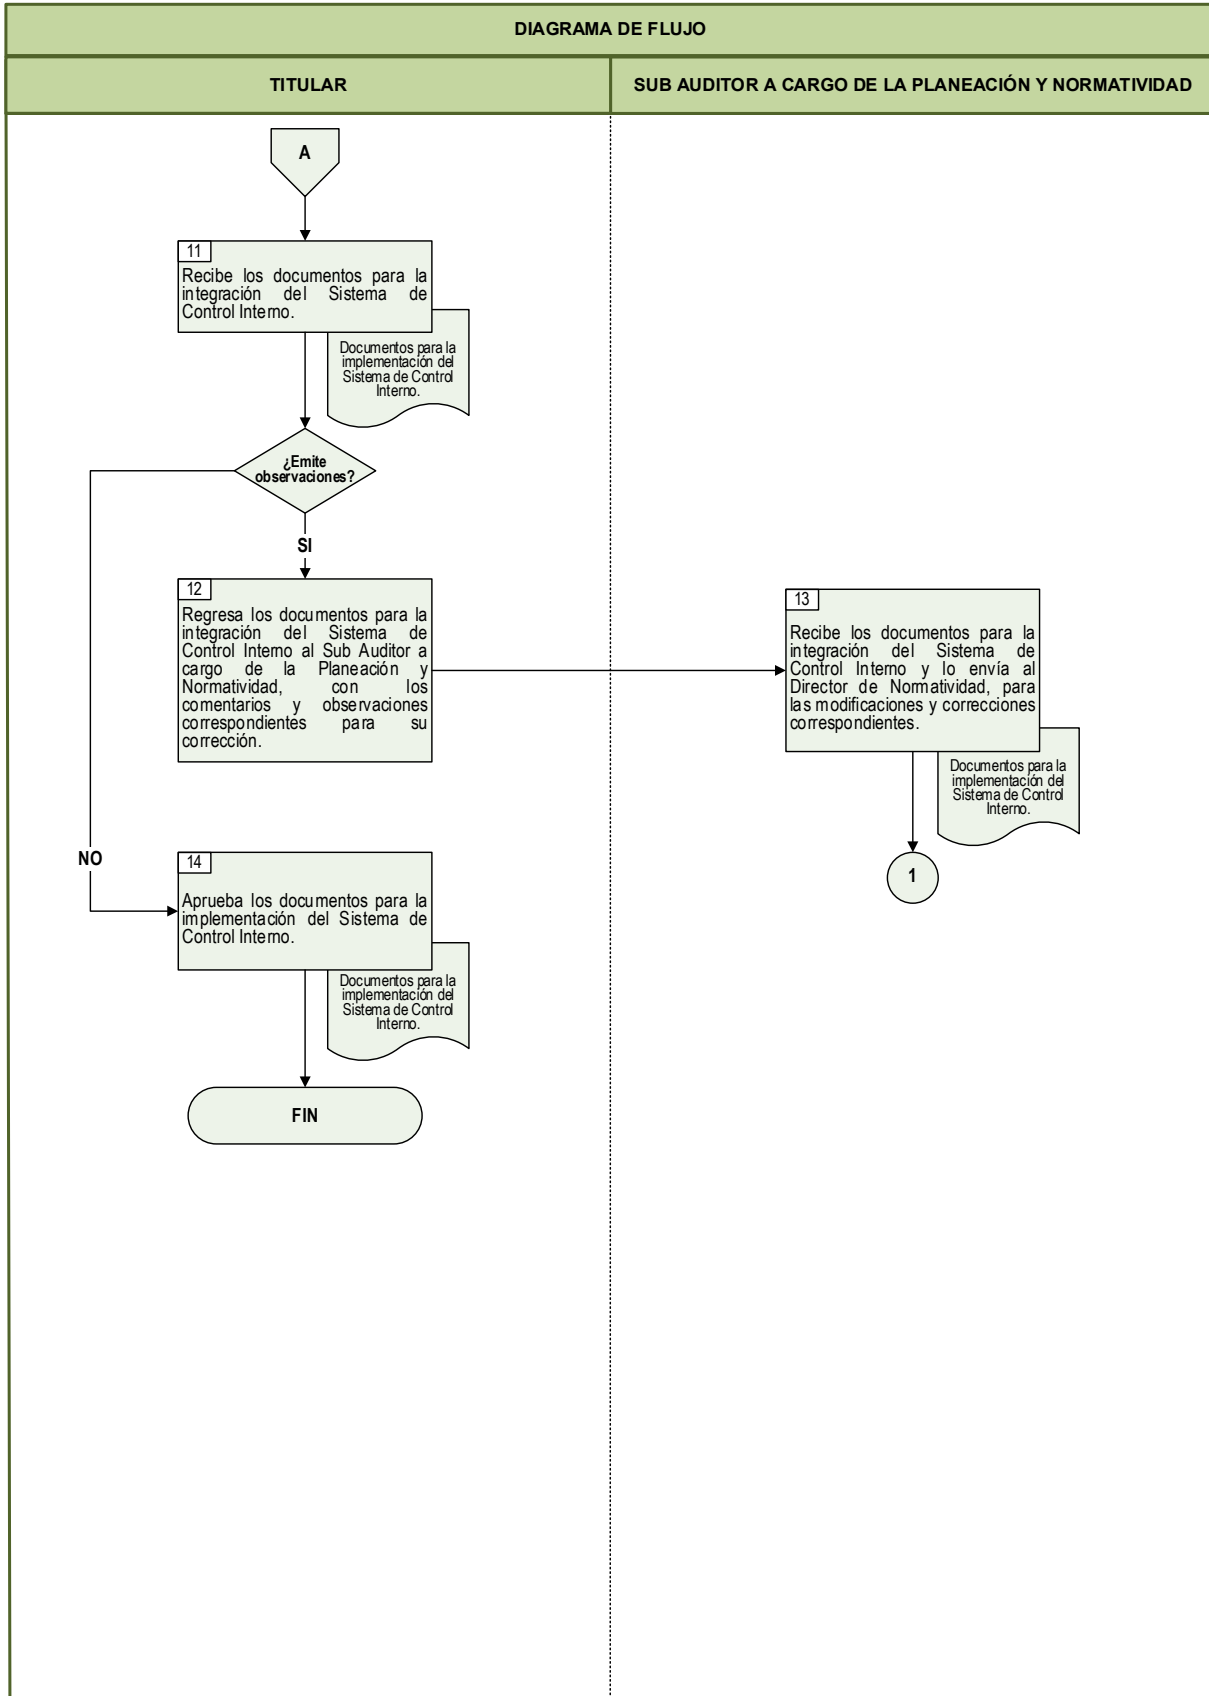 DIAGRAMA DE FLUJO
TITULAR
SUB AUDITOR A CARGO DE LA PLANEACIÓN Y NORMATIVIDAD
A
11
Recibe los documentos para la
integración del Sistema de
Control Interno.
Documentos para la
implementación del
Sistema de Control
Interno.
¿Emite
observaciones?
SI
12
Regresa los documentos para la
integración del Sistema de
Control Interno al Sub Auditor a
cargo de la Planeación y
Normatividad, con los
comentarios y observaciones
correspondientes para su
corrección.
13
Recibe los documentos para la
integración del Sistema de
Control Interno y lo envía al
Director de Normatividad, para
las modificaciones y correcciones
correspondientes.
Documentos para la
implementación del
Sistema de Control
Interno.
1
NO
14
Aprueba los documentos para la
implementación del Sistema de
Control Interno.
Documentos para la
implementación del
Sistema de Control
Interno.
FIN